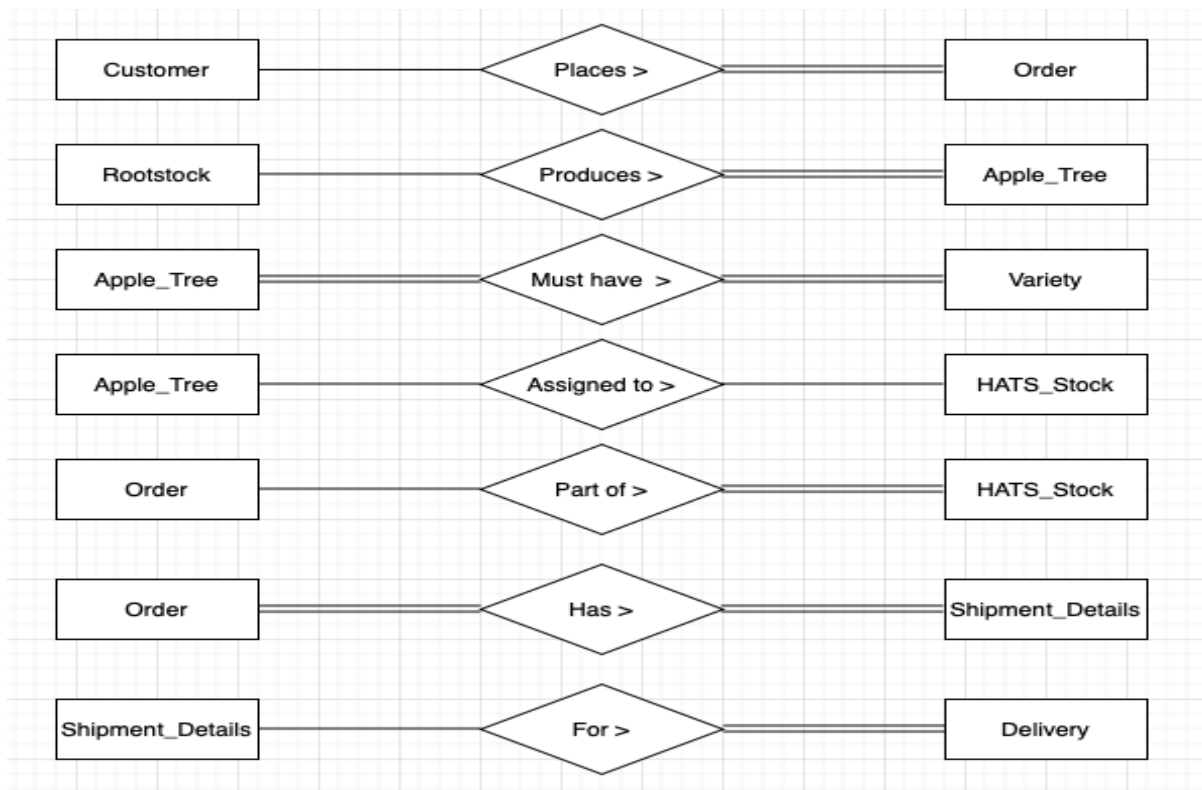 Customer Places > Order
Rootstock Produces > Apple_Tree
Apple_Tree Must have > Variety
Apple_Tree Assigned to > HATS_Stock
Order Part of > HATS_Stock
Order Has > Shipment_Details
Shipment_Details For > Delivery